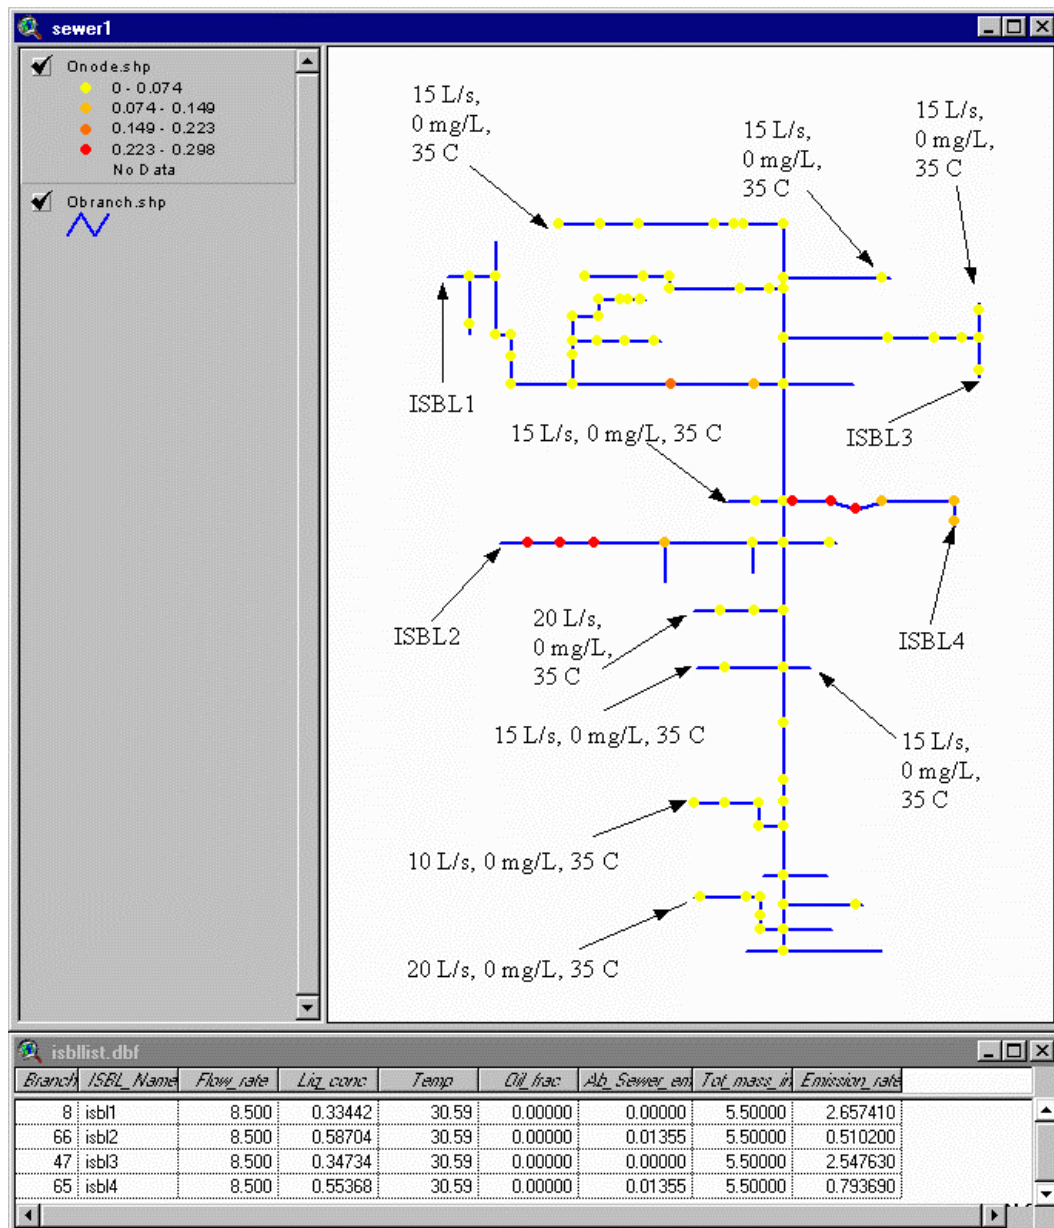 sewer1
Onode.shp
0 - 0.074
0.074 - 0.149
0.149 - 0.223
0.223 - 0.298
No Data
Obranch.shp
15 L/s,
0 mg/L,
35 C
15 L/s,
0 mg/L,
35 C
15 L/s,
0 mg/L,
35 C
ISBL1
ISBL3
15 L/s, 0 mg/L, 35 C
ISBL2
20 L/s,
0 mg/L,
35 C
ISBL4
15 L/s, 0 mg/L, 35 C
15 L/s,
0 mg/L,
35 C
10 L/s, 0 mg/L, 35 C
20 L/s, 0 mg/L, 35 C
isbllist.dbf
Branch ISBL_Name Flow_rate Liq_conc Temp Oil_frac Ab_Sewer_em Tot_mass_in Emission_rate
8 isbl1 8.500 0.33442 30.59 0.00000 0.00000 5.50000 2.657410
66 isbl2 8.500 0.58704 30.59 0.00000 0.01355 5.50000 0.510200
47 isbl3 8.500 0.34734 30.59 0.00000 0.00000 5.50000 2.547630
65 isbl4 8.500 0.55368 30.59 0.00000 0.01355 5.50000 0.793690